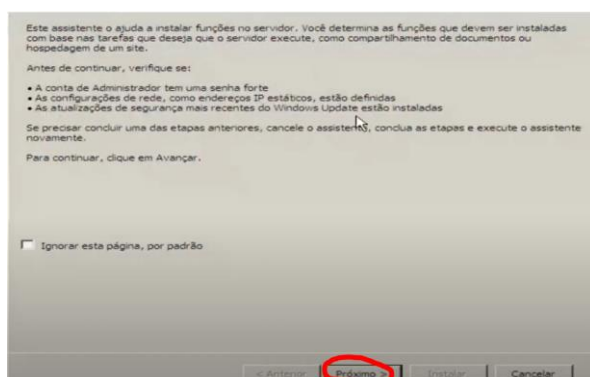 Este assistente o ajuda a instalar funções no servidor. Você determina as funções que devem ser instaladas
com base nas tarefas que deseja que o servidor execute, como compartilhamento de documentos ou
hospedagem de um site.
Antes de continuar, verifique se:
• A conta de Administrador tem uma senha forte
• As configurações de rede, como endereços IP estáticos, estão definidas
• As atualizações de segurança mais recentes do Windows Update estão instaladas
Se precisar concluir uma das etapas anteriores, cancele o assistente, conclua as etapas e execute o assistente
novamente.
Para continuar, clique em Avançar.
Ignorar esta página, por padrão
< Anterior Próximo > Instalar Cancelar